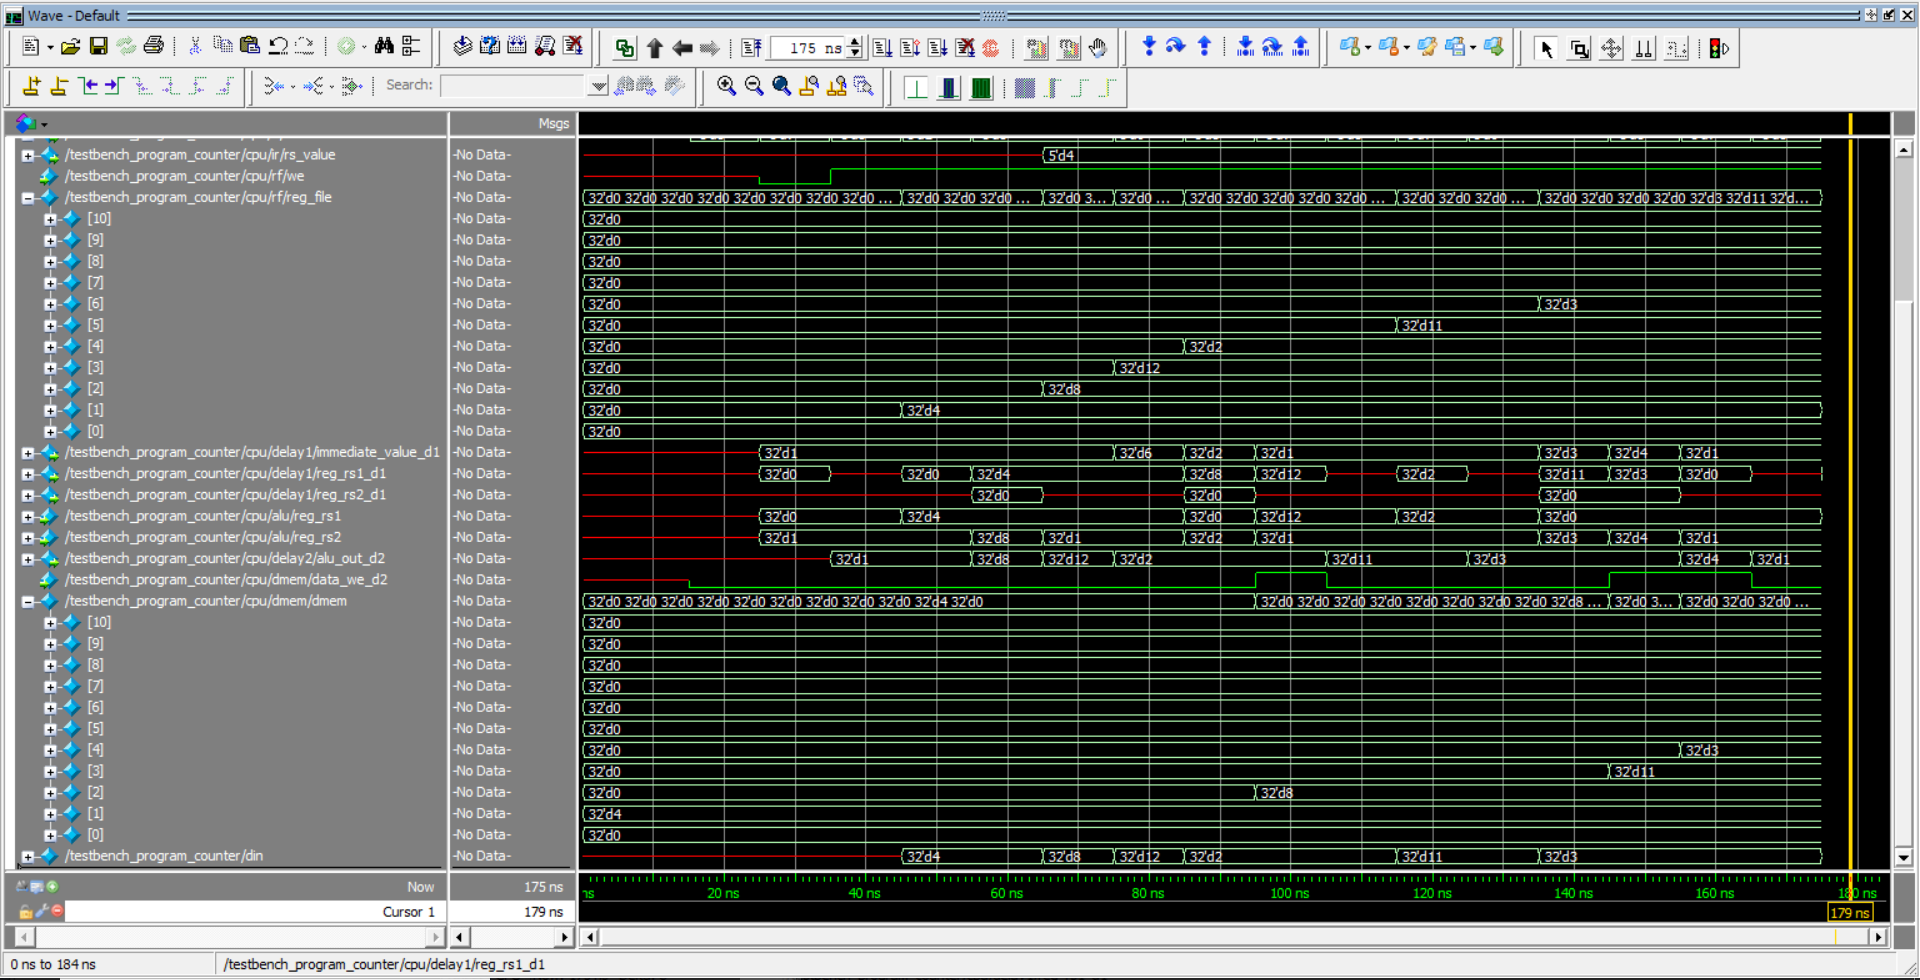 Wave - Default
175 ns
Search:
Msgs
/testbench_program_counter/cpu/ir/rs_value -No Data- 5'd4
/testbench_program_counter/cpu/rf/we -No Data-
/testbench_program_counter/cpu/rf/reg_file -No Data- 32'd0 32'd0 32'd0 32'd0 32'd0 32'd0 32'd0 32'd0 ... 32'd0 32'd0 32'd0 ... 32'd0 3... 32'd0 ... 32'd0 32'd0 32'd0 32'd0 32'd0 ... 32'd0 32'd0 32'd0 ... 32'd0 32'd0 32'd0 32'd0 32'd3 32'd11 32'd...
[10] -No Data- 32'd0
[9] -No Data- 32'd0
[8] -No Data- 32'd0
[7] -No Data- 32'd0
[6] -No Data- 32'd0 32'd3
[5] -No Data- 32'd0 32'd11
[4] -No Data- 32'd0 32'd2
[3] -No Data- 32'd0 32'd12
[2] -No Data- 32'd0 32'd8
[1] -No Data- 32'd0 32'd4
[0] -No Data- 32'd0
/testbench_program_counter/cpu/delay1/immediate_value_d1 -No Data- 32'd1 32'd6 32'd2 32'd1 32'd3 32'd4 32'd1
/testbench_program_counter/cpu/delay1/reg_rs1_d1 -No Data- 32'd0 32'd0 32'd4 32'd8 32'd12 32'd2 32'd11 32'd3 32'd0
/testbench_program_counter/cpu/delay1/reg_rs2_d1 -No Data- 32'd0 32'd0 32'd0
/testbench_program_counter/cpu/alu/reg_rs1 -No Data- 32'd0 32'd4 32'd0 32'd12 32'd2 32'd0
/testbench_program_counter/cpu/alu/reg_rs2 -No Data- 32'd1 32'd8 32'd1 32'd2 32'd1 32'd3 32'd4 32'd1
/testbench_program_counter/cpu/delay2/alu_out_d2 -No Data- 32'd1 32'd8 32'd12 32'd2 32'd11 32'd3 32'd4 32'd1
/testbench_program_counter/cpu/dmem/data_we_d2 -No Data-
/testbench_program_counter/cpu/dmem/dmem -No Data- 32'd0 32'd0 32'd0 32'd0 32'd0 32'd0 32'd0 32'd0 32'd0 32'd4 32'd0 32'd0 32'd0 32'd0 32'd0 32'd0 32'd0 32'd0 32'd0 32'd8 ... 32'd0 3... 32'd0 32'd0 32'd0 ...
[10] -No Data- 32'd0
[9] -No Data- 32'd0
[8] -No Data- 32'd0
[7] -No Data- 32'd0
[6] -No Data- 32'd0
[5] -No Data- 32'd0
[4] -No Data- 32'd0 32'd3
[3] -No Data- 32'd0 32'd11
[2] -No Data- 32'd0 32'd8
[1] -No Data- 32'd4
[0] -No Data- 32'd0
/testbench_program_counter/din -No Data- 32'd4 32'd8 32'd12 32'd2 32'd11 32'd3
Now 175 ns ns 20 ns 40 ns 60 ns 80 ns 100 ns 120 ns 140 ns 160 ns 180 ns
Cursor 1 179 ns 179 ns
0 ns to 184 ns /testbench_program_counter/cpu/delay1/reg_rs1_d1